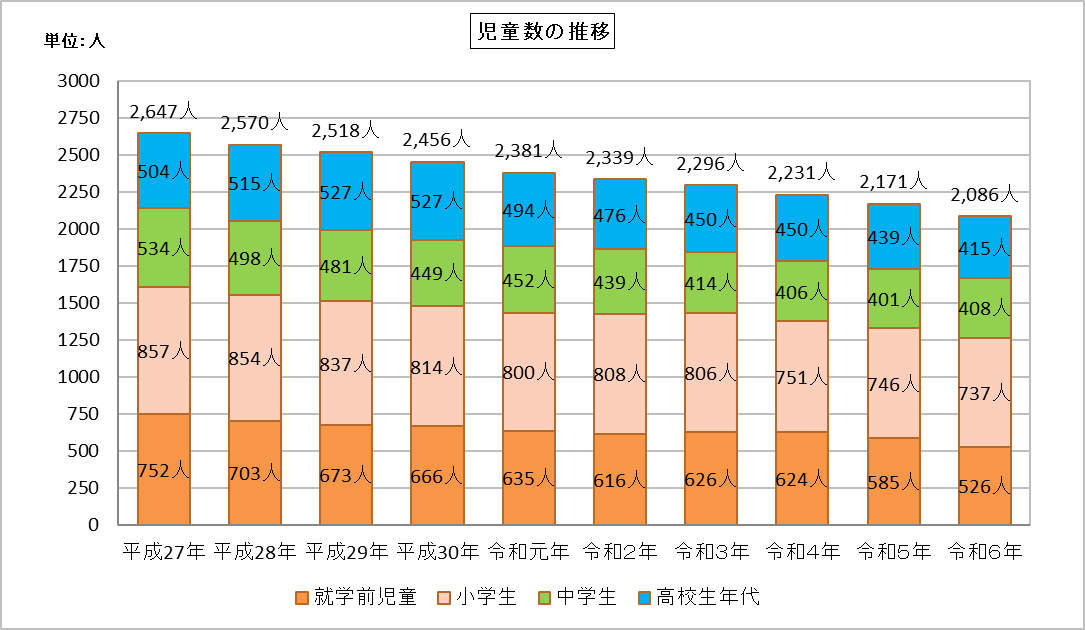 児童数の推移
単位：人
3000
2750
2500
2250
2000
1750
1500
1250
1000
750
500
250
0
2,647人 2,570人 2,518人 2,456人 2,381人 2,339人 2,296人 2,231人 2,171人 2,086人
504人 515人 527人 527人 494人 476人 450人 450人 439人 415人
534人 498人 481人 449人 452人 439人 414人 406人 401人 408人
857人 854人 837人 814人 800人 808人 806人 751人 746人 737人
752人 703人 673人 666人 635人 616人 626人 624人 585人 526人
平成27年 平成28年 平成29年 平成30年 令和元年 令和２年 令和３年 令和４年 令和５年 令和６年
就学前児童 小学生 中学生 高校生年代